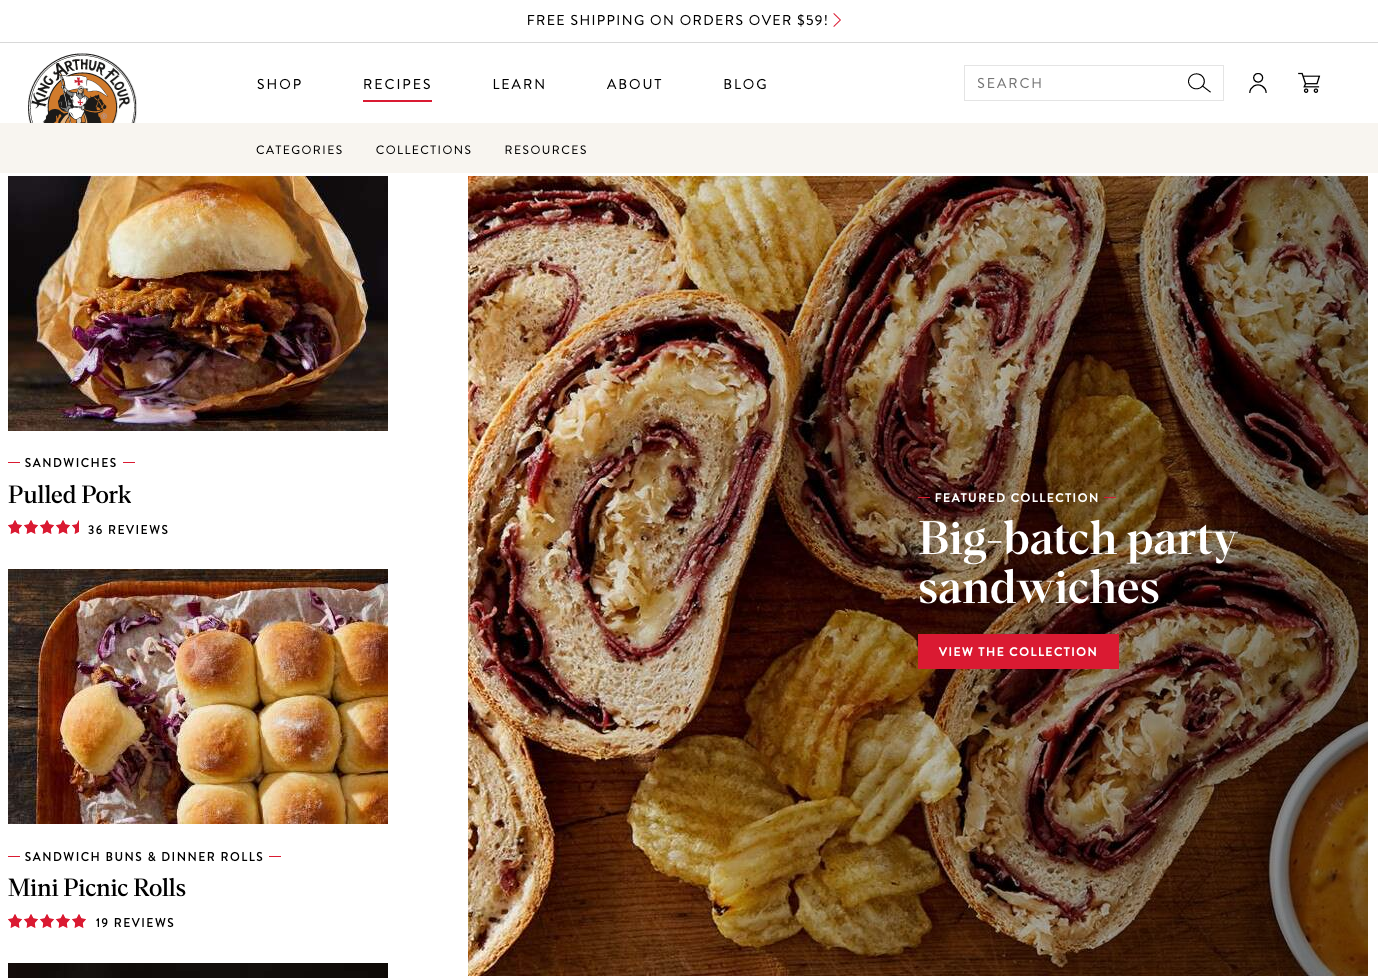 FREE SHIPPING ON ORDERS OVER $59!
KING ARTHUR FLOUR
SHOP
RECIPES
LEARN
ABOUT
BLOG
SEARCH
CATEGORIES
COLLECTIONS
RESOURCES
SANDWICHES
Pulled Pork
36 REVIEWS
SANDWICH BUNS & DINNER ROLLS
Mini Picnic Rolls
19 REVIEWS
FEATURED COLLECTION
Big-batch party
sandwiches
VIEW THE COLLECTION